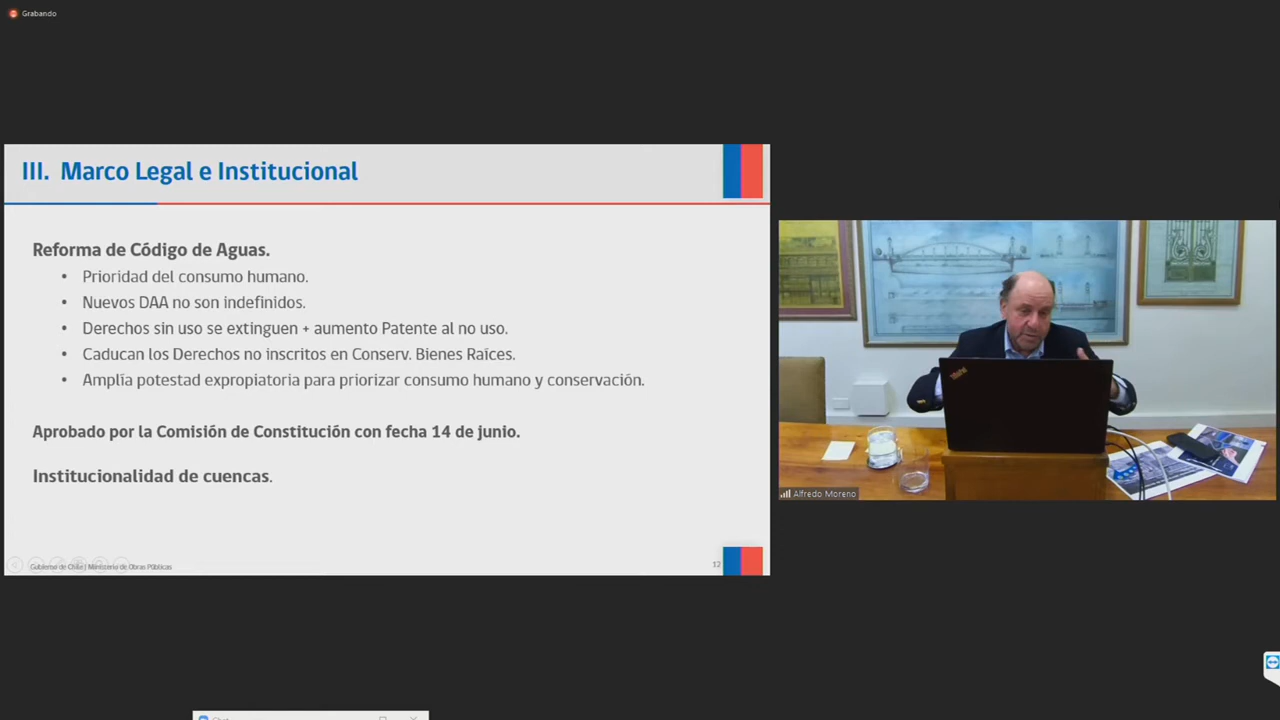 Grabando
III. Marco Legal e Institucional
Reforma de Código de Aguas.
• Prioridad del consumo humano.
• Nuevos DAA no son indefinidos.
• Derechos sin uso se extinguen + aumento Patente al no uso.
• Caducan los Derechos no inscritos en Conserv. Bienes Raíces.
• Amplía potestad expropiatoria para priorizar consumo humano y conservación.
Aprobado por la Comisión de Constitución con fecha 14 de junio.
Institucionalidad de cuencas.
Gobierno de Chile | Ministerio de Obras Públicas
12
Alfredo Moreno